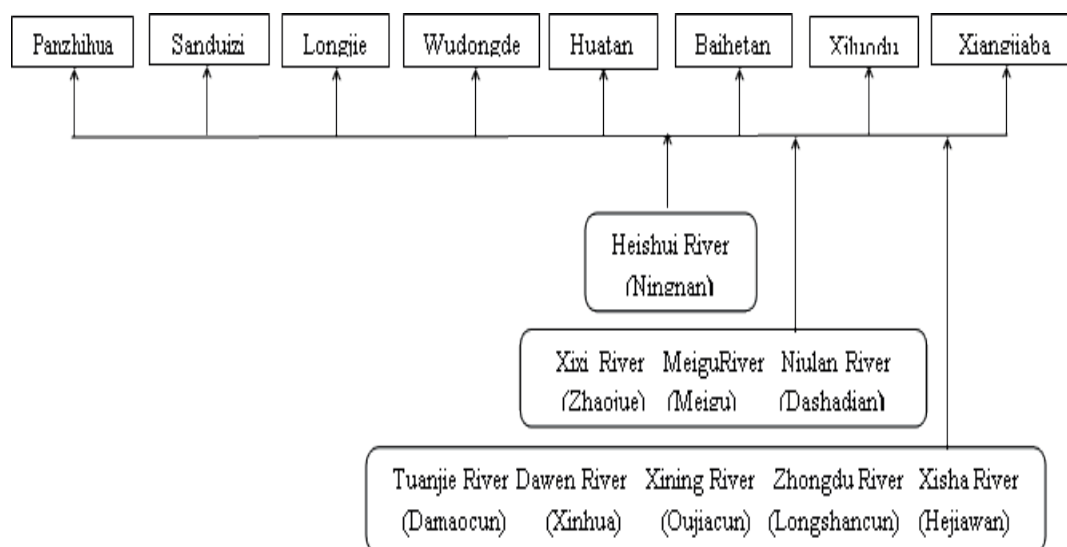 Panzhihua Sanduizi Longjie Wudongde Huatan Baihetan Xiluodu Xiangjiaba
Heishui River
(Ningnan)
Xixi River MeiguRiver Niulan River
(Zhaojue) (Meigu) (Dashadian)
Tuanjie River Dawen River Xining River Zhongdu River Xisha River
(Damaocun) (Xinhua) (Oujiacun) (Longshancun) (Hejiawan)